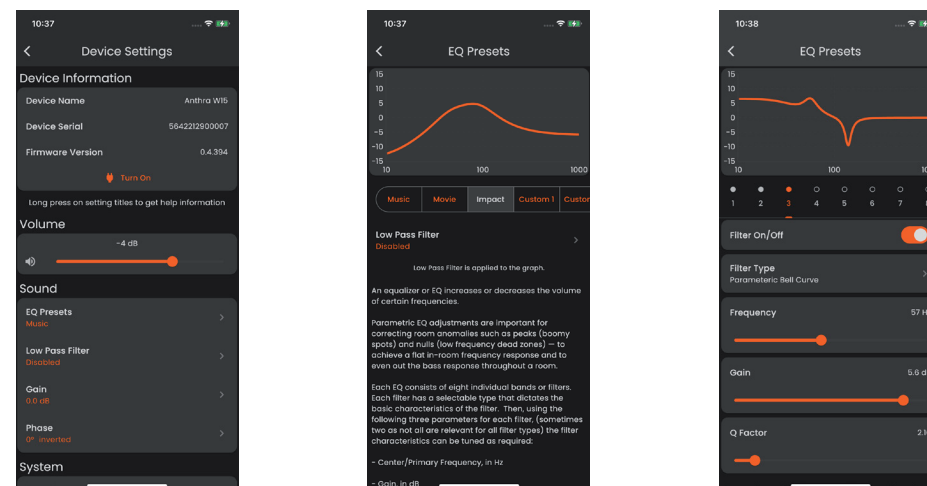 10:37
Device Settings
Device Information
Device Name Anthra W15
Device Serial 5642212900007
Firmware Version 0.4.394
Turn On
Long press on setting titles to get help information
Volume
-4 dB
Sound
EQ Presets
Music
Low Pass Filter
Disabled
Gain
0.0 dB
Phase
0° inverted
System
10:37
EQ Presets
15
10
5
0
-5
-10
-15
10 100 1000
Music Movie Impact Custom 1 Custor
Low Pass Filter
Disabled
Low Pass Filter is applied to the graph.
An equalizer or EQ increases or decreases the volume
of certain frequencies.
Parametric EQ adjustments are important for
correcting room anomalies such as peaks (boomy
spots) and nulls (low frequency dead zones) — to
achieve a flat in-room frequency response and to
even out the bass response throughout a room.
Each EQ consists of eight individual bands or filters.
Each filter has a selectable type that dictates the
basic characteristics of the filter. Then, using the
following three parameters for each filter, (sometimes
two as not all are relevant for all filter types) the filter
characteristics can be tuned as required:
- Center/Primary Frequency, in Hz
- Gain, in dB
10:38
EQ Presets
15
10
5
0
-5
-10
-15
10 100 10
1 2 3 4 5 6 7
Filter On/Off
Filter Type
Parameteric Bell Curve
Frequency 57 H
Gain 5.6 d
Q Factor 2.1